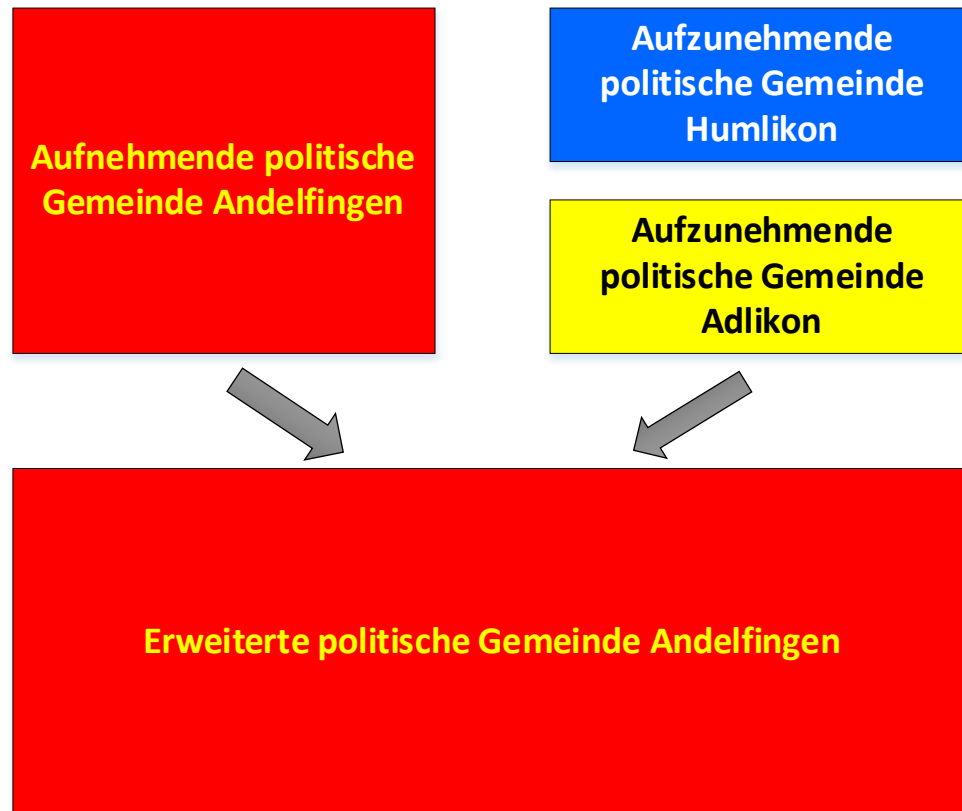 Aufnehmende politische
Gemeinde Andelfingen
Aufzunehmende
politische Gemeinde
Humlikon
Aufzunehmende
politische Gemeinde
Adlikon
Erweiterte politische Gemeinde Andelfingen